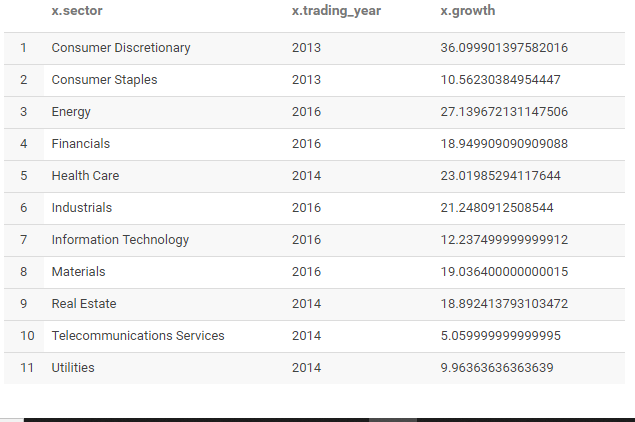 x.sector x.trading_year x.growth
1 Consumer Discretionary 2013 36.099901397582016
2 Consumer Staples 2013 10.56230384954447
3 Energy 2016 27.139672131147506
4 Financials 2016 18.949909090909088
5 Health Care 2014 23.01985294117644
6 Industrials 2016 21.2480912508544
7 Information Technology 2016 12.237499999999912
8 Materials 2016 19.036400000000015
9 Real Estate 2014 18.892413793103472
10 Telecommunications Services 2014 5.059999999999995
11 Utilities 2014 9.96363636363639